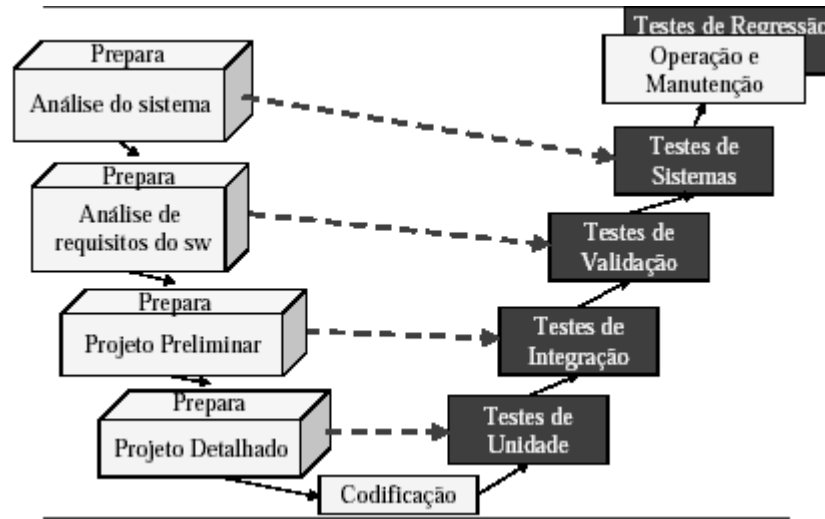 Testes de Regressão
Operação e
Manutenção
Prepara
Análise do sistema
Testes de
Sistemas
Prepara
Análise de
requisitos do sw
Testes de
Validação
Prepara
Projeto Preliminar
Testes de
Integração
Prepara
Projeto Detalhado
Testes de
Unidade
Codificação